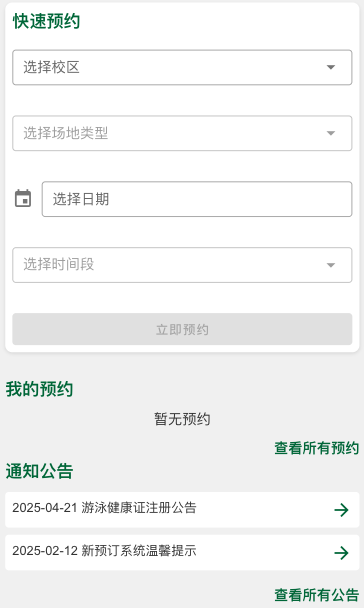 快速预约
选择校区
选择场地类型
选择日期
选择时间段
立即预约
我的预约
暂无预约
查看所有预约
通知公告
2025-04-21 游泳健康证注册公告
2025-02-12 新预订系统温馨提示
查看所有公告